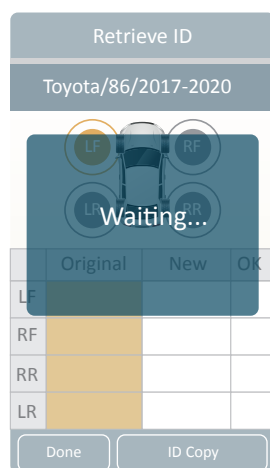 Retrieve ID
Toyota/86/2017-2020
LF RF
LR RR
Waiting...
Original New OK
LF
RF
RR
LR
Done ID Copy